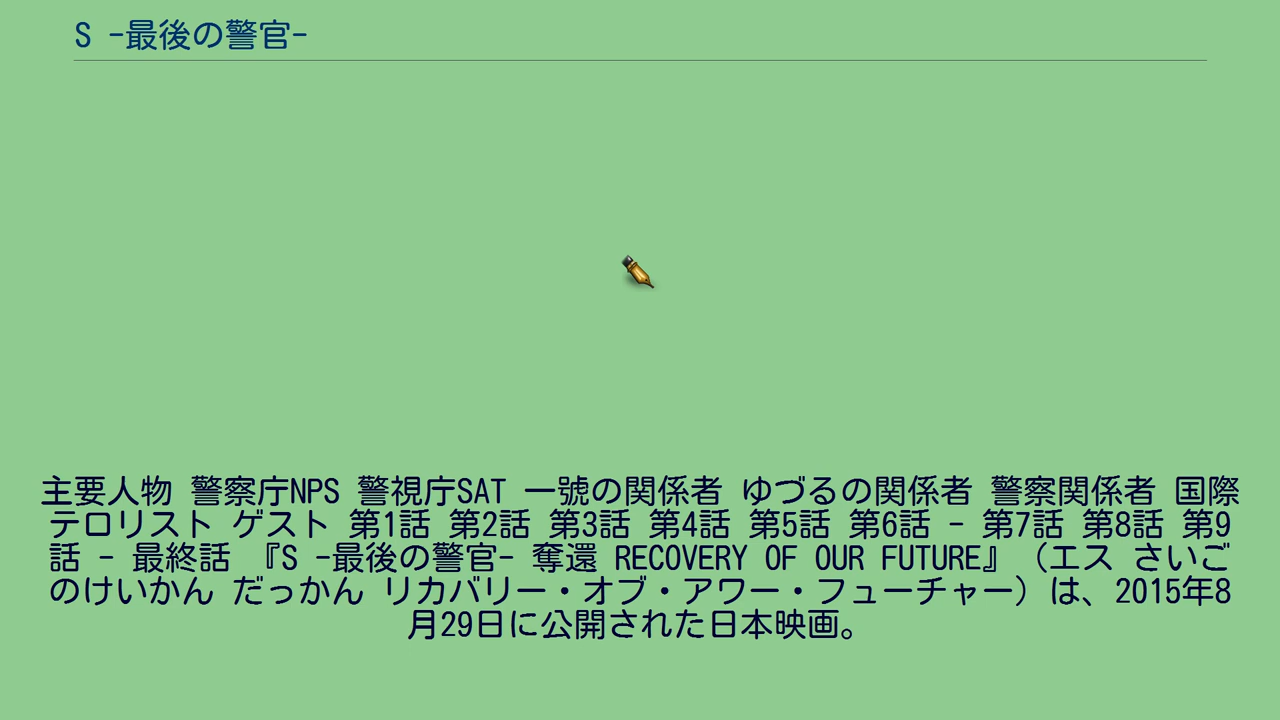 S -最後の警官-
主要人物 警察庁NPS 警視庁SAT 一號の関係者 ゆづるの関係者 警察関係者 国際
テロリスト ゲスト 第1話 第2話 第3話 第4話 第5話 第6話 - 第7話 第8話 第9
話 - 最終話 『S -最後の警官- 奪還 RECOVERY OF OUR FUTURE』（エス さいご
のけいかん だっかん リカバリー・オブ・アワー・フューチャー）は、2015年8
月29日に公開された日本映画。